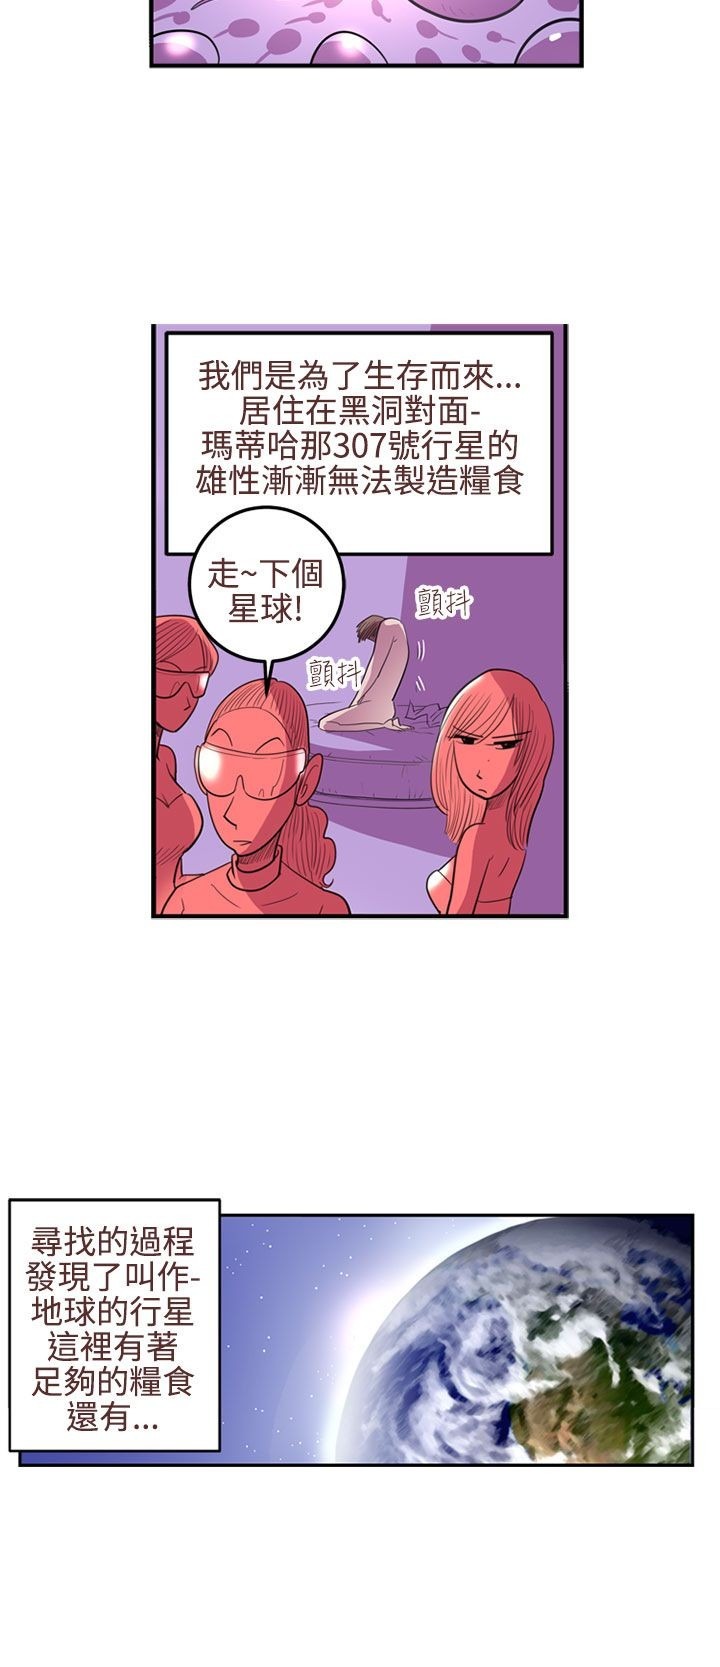 我們是為了生存而來...
居住在黑洞對面-
瑪蒂哈那307號行星的
雄性漸漸無法製造糧食
走~下個
星球!
顫抖
顫抖
尋找的過程
發現了叫作-
地球的行星
這裡有著
足夠的糧食
還有...